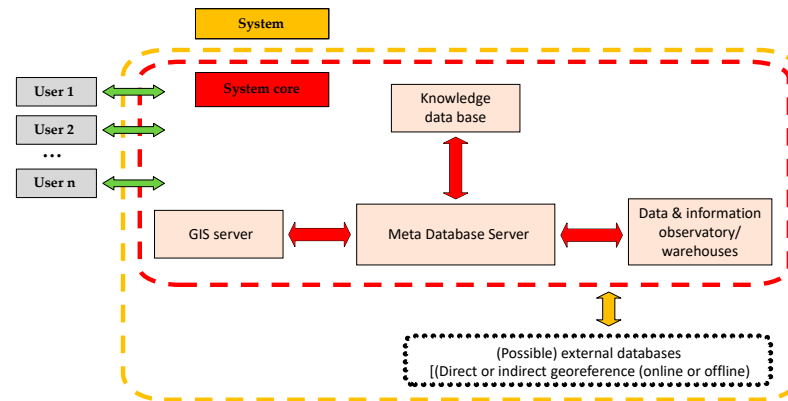 System
System core
User 1
User 2
...
User n
Knowledge
data base
GIS server
Meta Database Server
Data & information
observatory/
warehouses
(Possible) external databases
[(Direct or indirect georeference (online or offline)